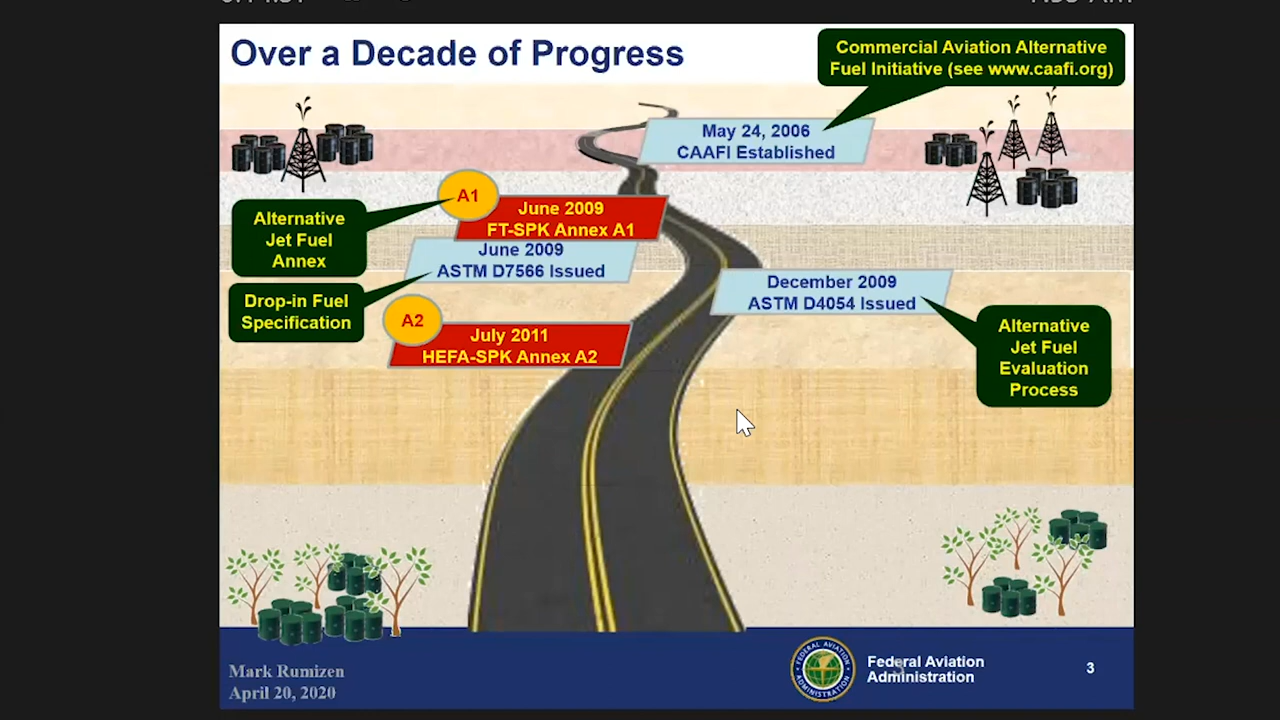 Over a Decade of Progress
Commercial Aviation Alternative
Fuel Initiative (see www.caafi.org)
May 24, 2006
CAAFI Established
A1
June 2009
FT-SPK Annex A1
Alternative
Jet Fuel
Annex
June 2009
ASTM D7566 Issued
Drop-in Fuel
Specification
December 2009
ASTM D4054 Issued
Alternative
Jet Fuel
Evaluation
Process
A2
July 2011
HEFA-SPK Annex A2
Mark Rumizen
April 20, 2020
FEDERAL AVIATION
ADMINISTRATION
Federal Aviation
Administration
3